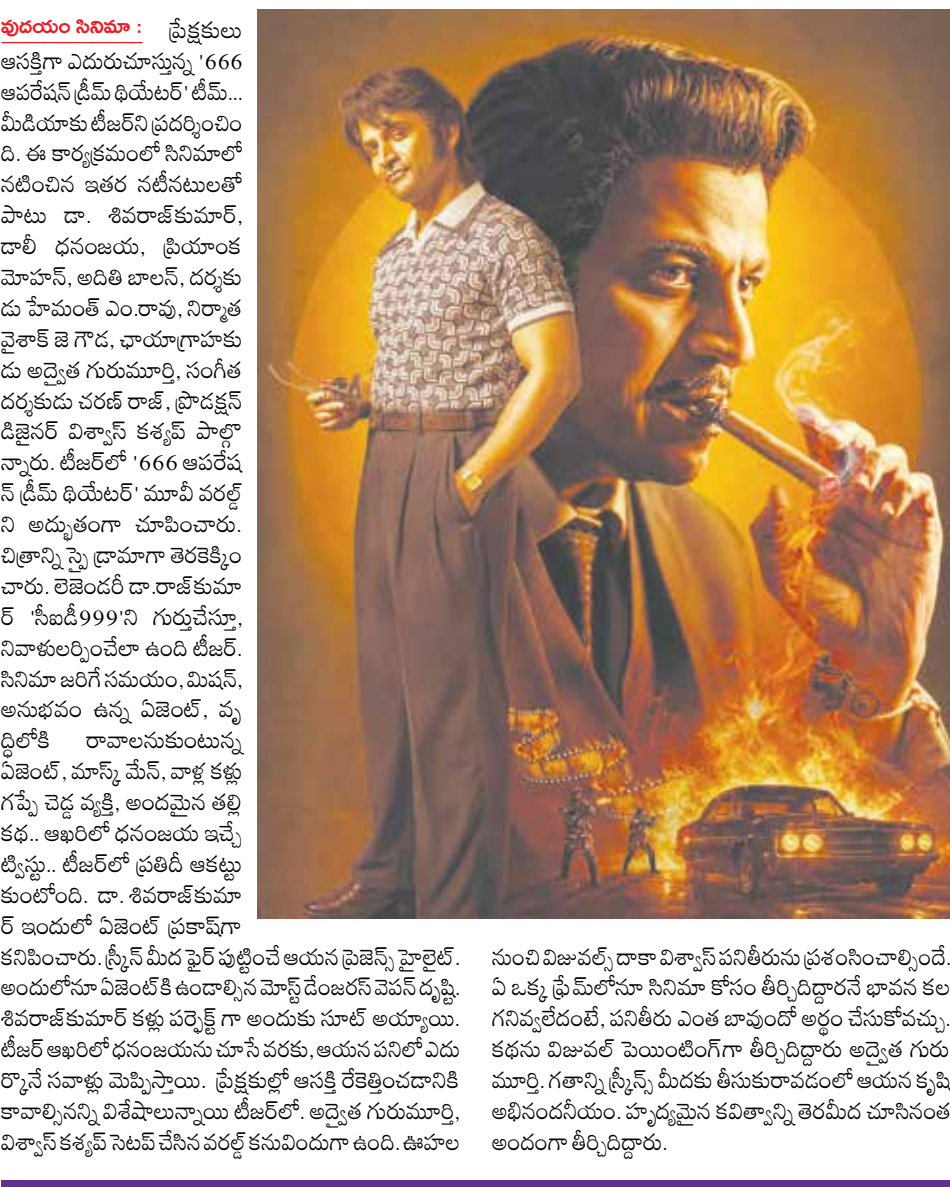 వుదయం సినిమా : ప్రేక్షకులు
ఆసక్తిగా ఎదురుచూస్తున్న '666
ఆపరేషన్ డ్రీమ్ థియేటర్' టీమ్...
మీడియాకు టీజర్‌ని ప్రదర్శించిం
ది. ఈ కార్యక్రమంలో సినిమాలో
నటించిన ఇతర నటీనటులతో
పాటు డా. శివరాజ్‌కుమార్,
డాలీ ధనంజయ, ప్రియాంక
మోహన్, అదితి బాలన్, దర్శకు
డు హేమంత్ ఎం.రావు, నిర్మాత
వైశాక్ జె గౌడ, ఛాయాగ్రాహకు
డు అద్వైత గురుమూర్తి, సంగీత
దర్శకుడు చరణ్ రాజ్, ప్రొడక్షన్
డిజైనర్ విశ్వాస్ కశ్యప్ పాల్గొ
న్నారు. టీజర్‌లో '666 ఆపరేష
న్ డ్రీమ్ థియేటర్' మూవీ వరల్డ్
ని అద్భుతంగా చూపించారు.
చిత్రాన్ని స్పై డ్రామాగా తెరకెక్కిం
చారు. లెజెండరీ డా.రాజ్‌కుమా
ర్ 'సీఐడీ999'ని గుర్తుచేస్తూ,
నివాళులర్పించేలా ఉంది టీజర్.
సినిమా జరిగే సమయం, మిషన్,
అనుభవం ఉన్న ఏజెంట్, వృ
ద్ధిలోకి రావాలనుకుంటున్న
ఏజెంట్, మాస్క్ మేన్, వాళ్ల కళ్లు
గప్పే చెడ్డ వ్యక్తి, అందమైన తల్లి
కథ.. ఆఖరిలో ధనంజయ ఇచ్చే
ట్విస్టు.. టీజర్‌లో ప్రతిదీ ఆకట్టు
కుంటోంది. డా. శివరాజ్‌కుమా
ర్ ఇందులో ఏజెంట్ ప్రకాష్‌గా
కనిపించారు. స్క్రీన్ మీద ఫైర్ పుట్టించే ఆయన ప్రెజెన్స్ హైలైట్.
అందులోనూ ఏజెంట్ కి ఉండాల్సిన మోస్ట్ డేంజరస్ వెపన్ దృష్టి.
శివరాజ్‌కుమార్ కళ్లు పర్ఫెక్ట్ గా అందుకు సూట్ అయ్యాయి.
టీజర్ ఆఖరిలో ధనంజయను చూసే వరకు, ఆయన పనిలో ఎదు
ర్కొనే సవాళ్లు మెప్పిస్తాయి. ప్రేక్షకుల్లో ఆసక్తి రేకెత్తించడానికి
కావాల్సినన్ని విశేషాలున్నాయి టీజర్‌లో. అద్వైత గురుమూర్తి,
విశ్వాస్ కశ్యప్ సెటప్ చేసిన వరల్డ్ కనువిందుగా ఉంది. ఊహల
నుంచి విజువల్స్ దాకా విశ్వాస్ పనితీరును ప్రశంసించాల్సిందే.
ఏ ఒక్క ఫ్రేమ్‌లోనూ సినిమా కోసం తీర్చిదిద్దారనే భావన కల
గనివ్వలేదంటే, పనితీరు ఎంత బావుందో అర్థం చేసుకోవచ్చు.
కథను విజువల్ పెయింటింగ్‌గా తీర్చిదిద్దారు అద్వైత గురు
మూర్తి. గతాన్ని స్క్రీన్స్ మీదకు తీసుకురావడంలో ఆయన కృషి
అభినందనీయం. హృద్యమైన కవిత్వాన్ని తెరమీద చూసినంత
అందంగా తీర్చిదిద్దారు.